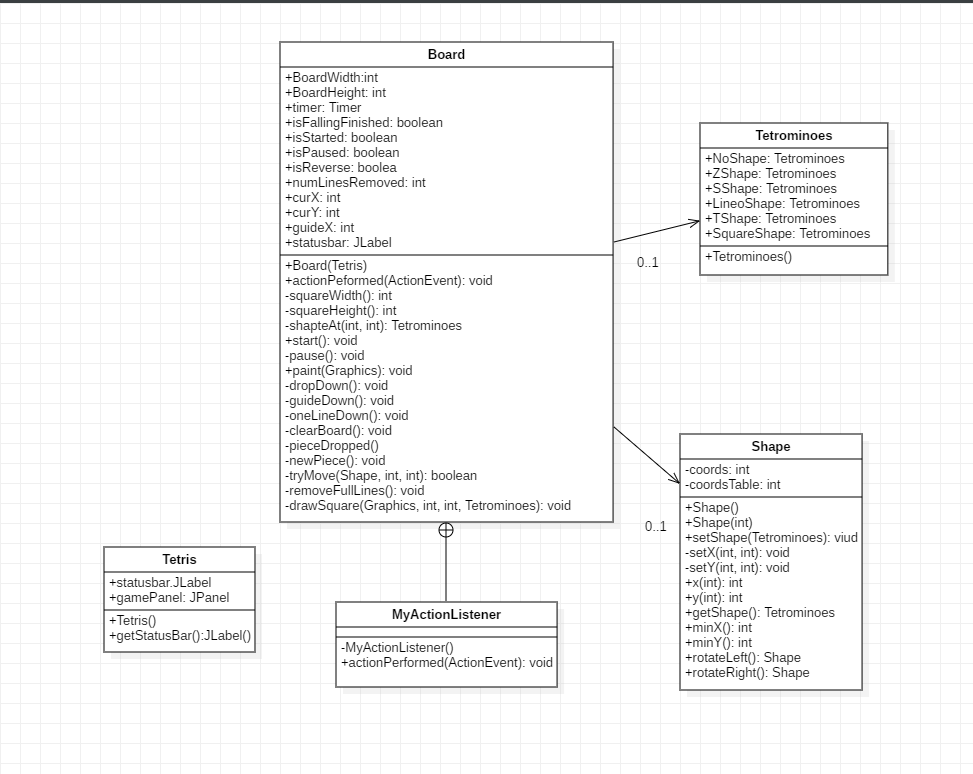 Board
+BoardWidth:int
+BoardHeight: int
+timer: Timer
+isFallingFinished: boolean
+isStarted: boolean
+isPaused: boolean
+isReverse: boolea
+numLinesRemoved: int
+curX: int
+curY: int
+guideX: int
+statusbar: JLabel
+Board(Tetris)
+actionPeformed(ActionEvent): void
-squareWidth(): int
-squareHeight(): int
-shapteAt(int, int): Tetrominoes
+start(): void
-pause(): void
+paint(Graphics): void
-dropDown(): void
-guideDown(): void
-oneLineDown(): void
-clearBoard(): void
-pieceDropped()
-newPiece(): void
-tryMove(Shape, int, int): boolean
-removeFullLines(): void
-drawSquare(Graphics, int, int, Tetrominoes): void
Tetrominoes
+NoShape: Tetrominoes
+ZShape: Tetrominoes
+SShape: Tetrominoes
+LineoShape: Tetrominoes
+TShape: Tetrominoes
+SquareShape: Tetrominoes
+Tetrominoes()
0..1
Shape
-coords: int
-coordsTable: int
+Shape()
+Shape(int)
+setShape(Tetrominoes): viud
-setX(int, int): void
-setY(int, int): void
+x(int): int
+y(int): int
+getShape(): Tetrominoes
+minX(): int
+minY(): int
+rotateLeft(): Shape
+rotateRight(): Shape
0..1
Tetris
+statusbar.JLabel
+gamePanel: JPanel
+Tetris()
+getStatusBar():JLabel()
MyActionListener
-MyActionListener()
+actionPerformed(ActionEvent): void